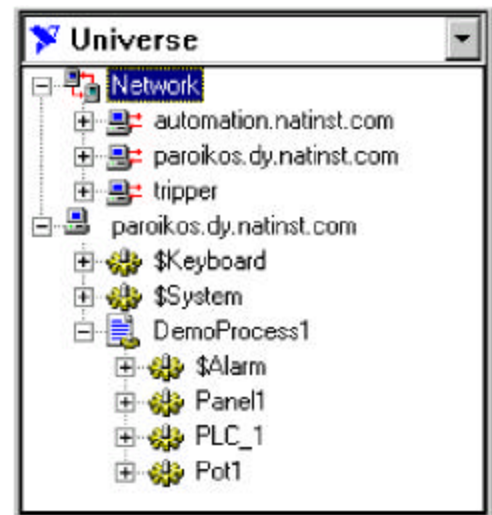 Universe
Network
automation.natinst.com
paroikos.dy.natinst.com
tripper
paroikos.dy.natinst.com
$Keyboard
$System
DemoProcess1
$Alarm
Panel1
PLC_1
Pot1